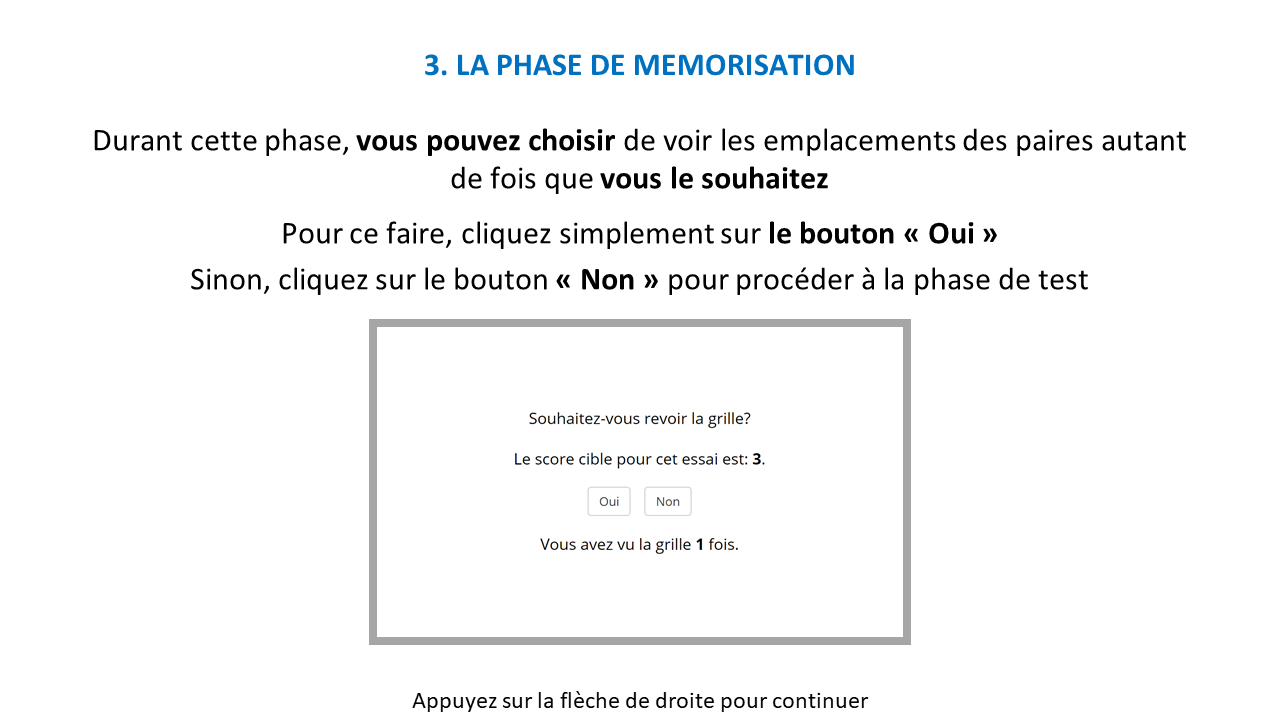 3. LA PHASE DE MEMORISATION
Durant cette phase, vous pouvez choisir de voir les emplacements des paires autant
de fois que vous le souhaitez
Pour ce faire, cliquez simplement sur le bouton « Oui »
Sinon, cliquez sur le bouton « Non » pour procéder à la phase de test
Souhaitez-vous revoir la grille?
Le score cible pour cet essai est: 3.
Oui Non
Vous avez vu la grille 1 fois.
Appuyez sur la flèche de droite pour continuer